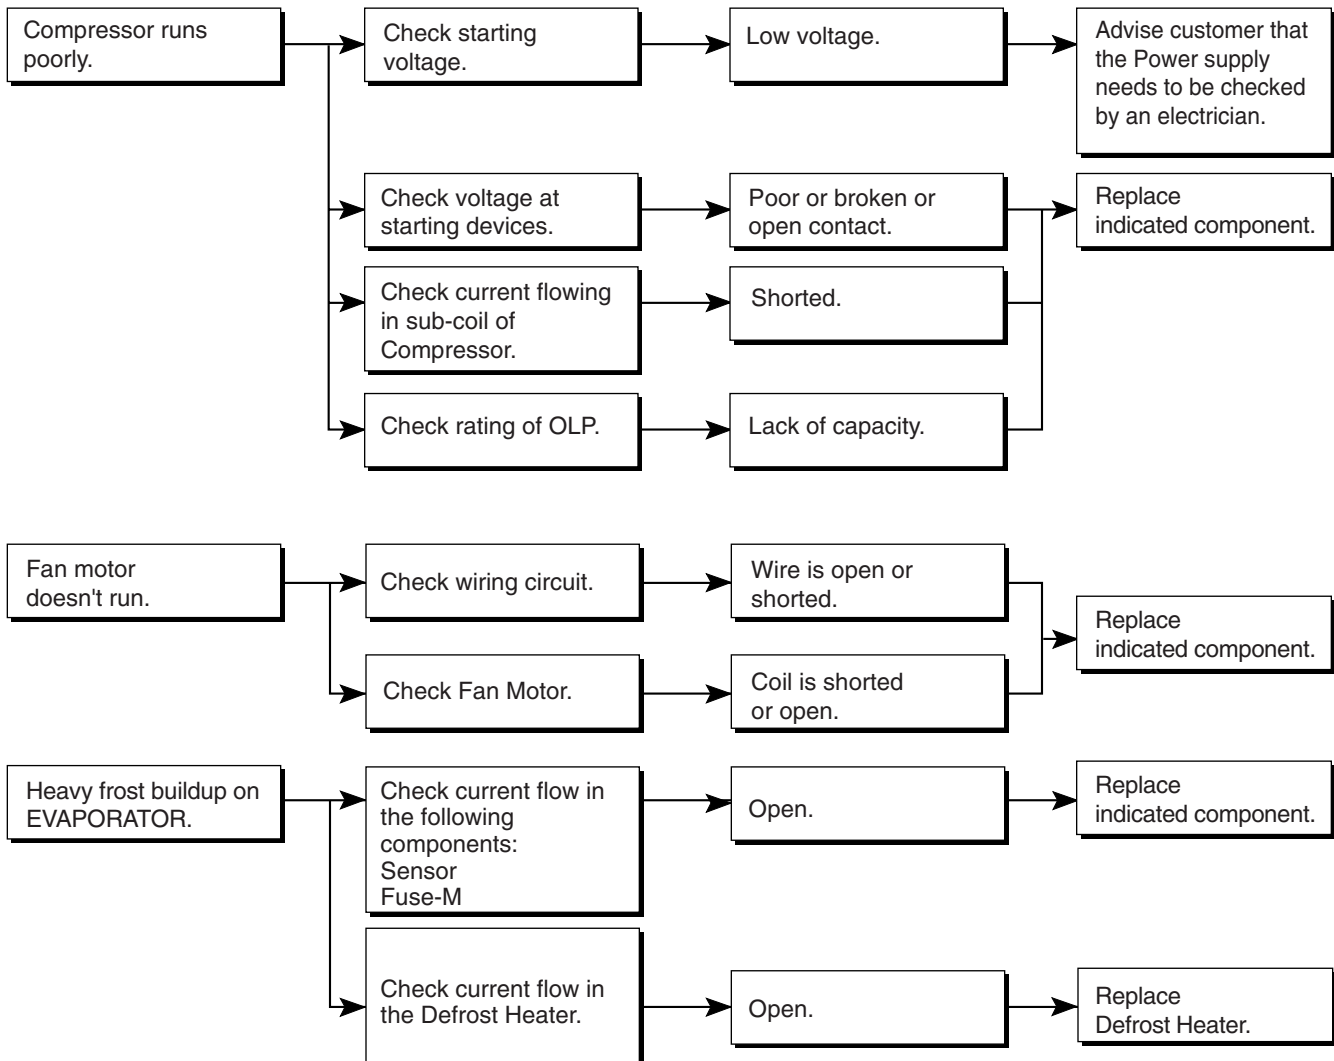 Compressor runs
poorly.
Check starting
voltage.
Low voltage.
Advise customer that
the Power supply
needs to be checked
by an electrician.
Check voltage at
starting devices.
Poor or broken or
open contact.
Replace
indicated component.
Check current flowing
in sub-coil of
Compressor.
Shorted.
Check rating of OLP.
Lack of capacity.
Fan motor
doesn't run.
Check wiring circuit.
Wire is open or
shorted.
Replace
indicated component.
Check Fan Motor.
Coil is shorted
or open.
Heavy frost buildup on
EVAPORATOR.
Check current flow in
the following
components:
Sensor
Fuse-M
Open.
Replace
indicated component.
Check current flow in
the Defrost Heater.
Open.
Replace
Defrost Heater.